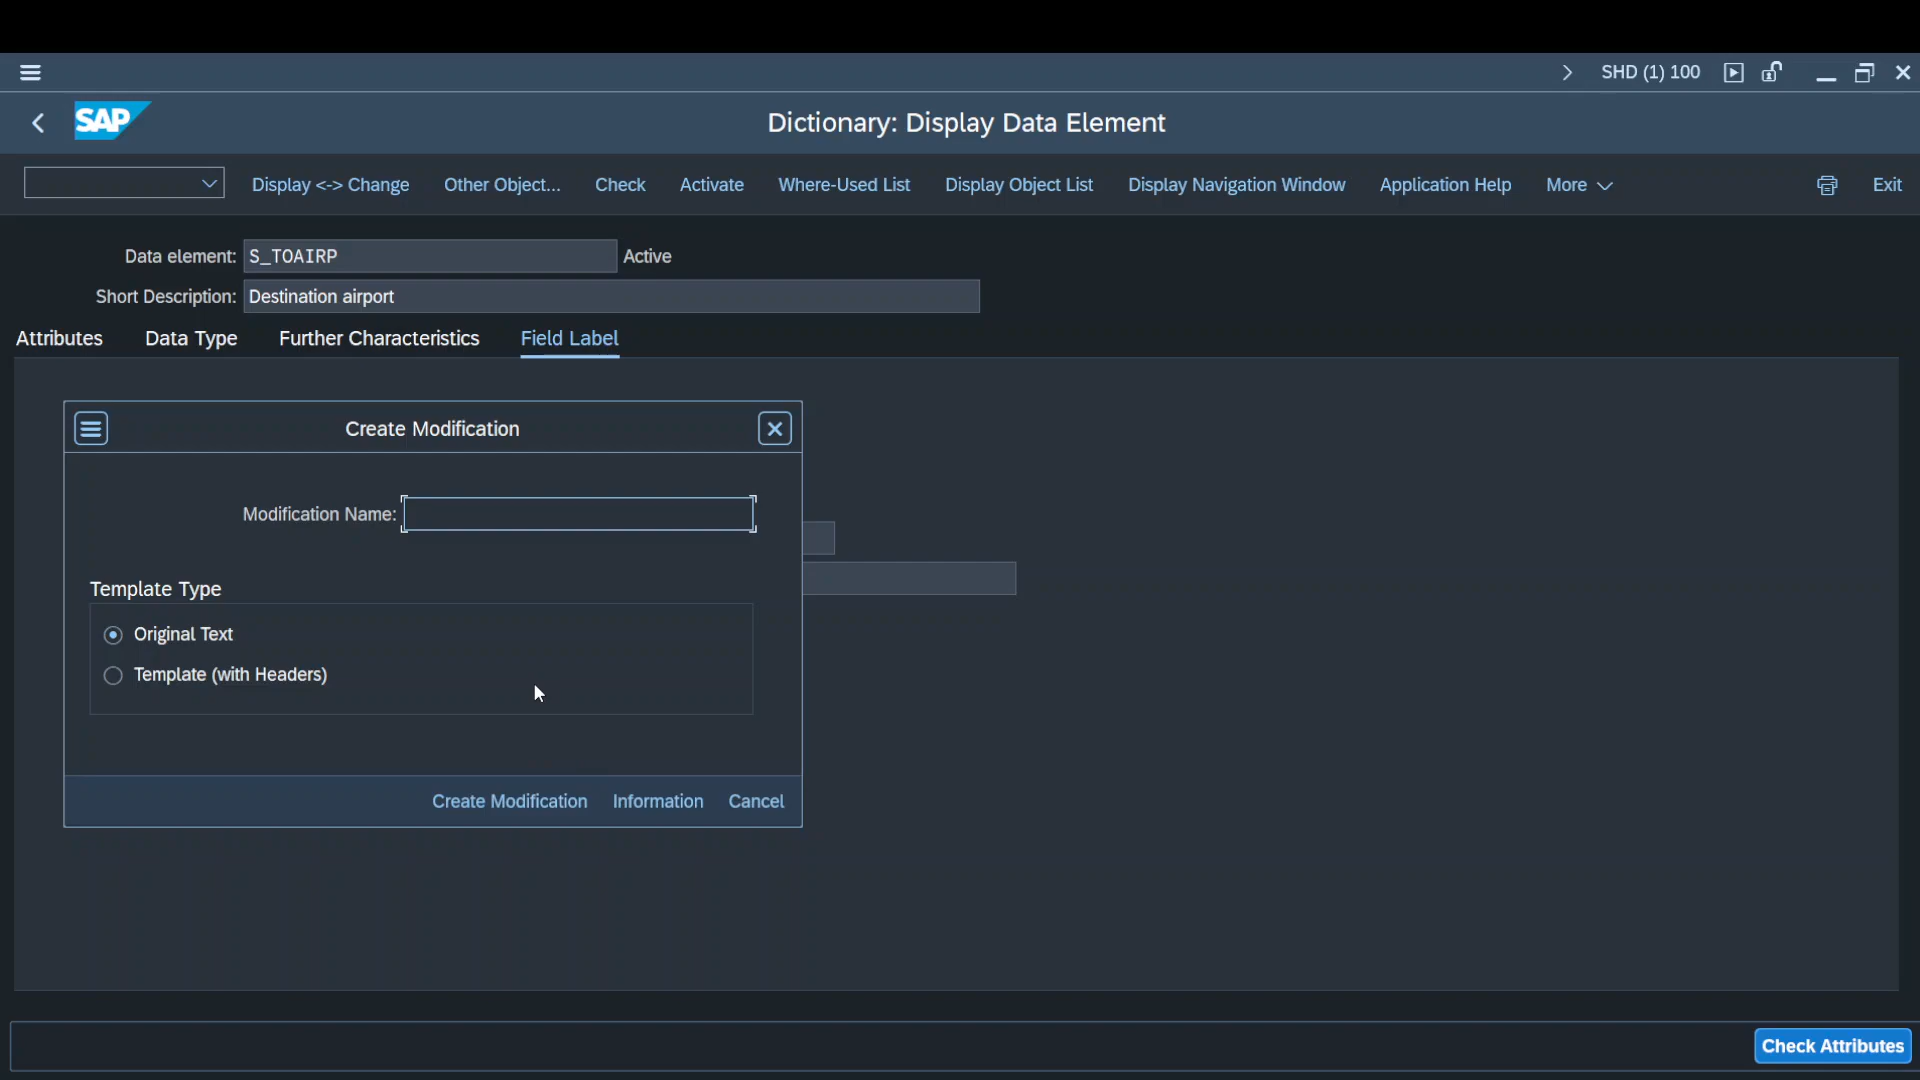 SHD (1) 100
SAP
Dictionary: Display Data Element
Display <-> Change Other Object... Check Activate Where-Used List Display Object List Display Navigation Window Application Help More Exit
Data element: S_TOAIRP Active
Short Description: Destination airport
Attributes Data Type Further Characteristics Field Label
Create Modification
Modification Name:
Template Type
Original Text
Template (with Headers)
Create Modification Information Cancel
Check Attributes